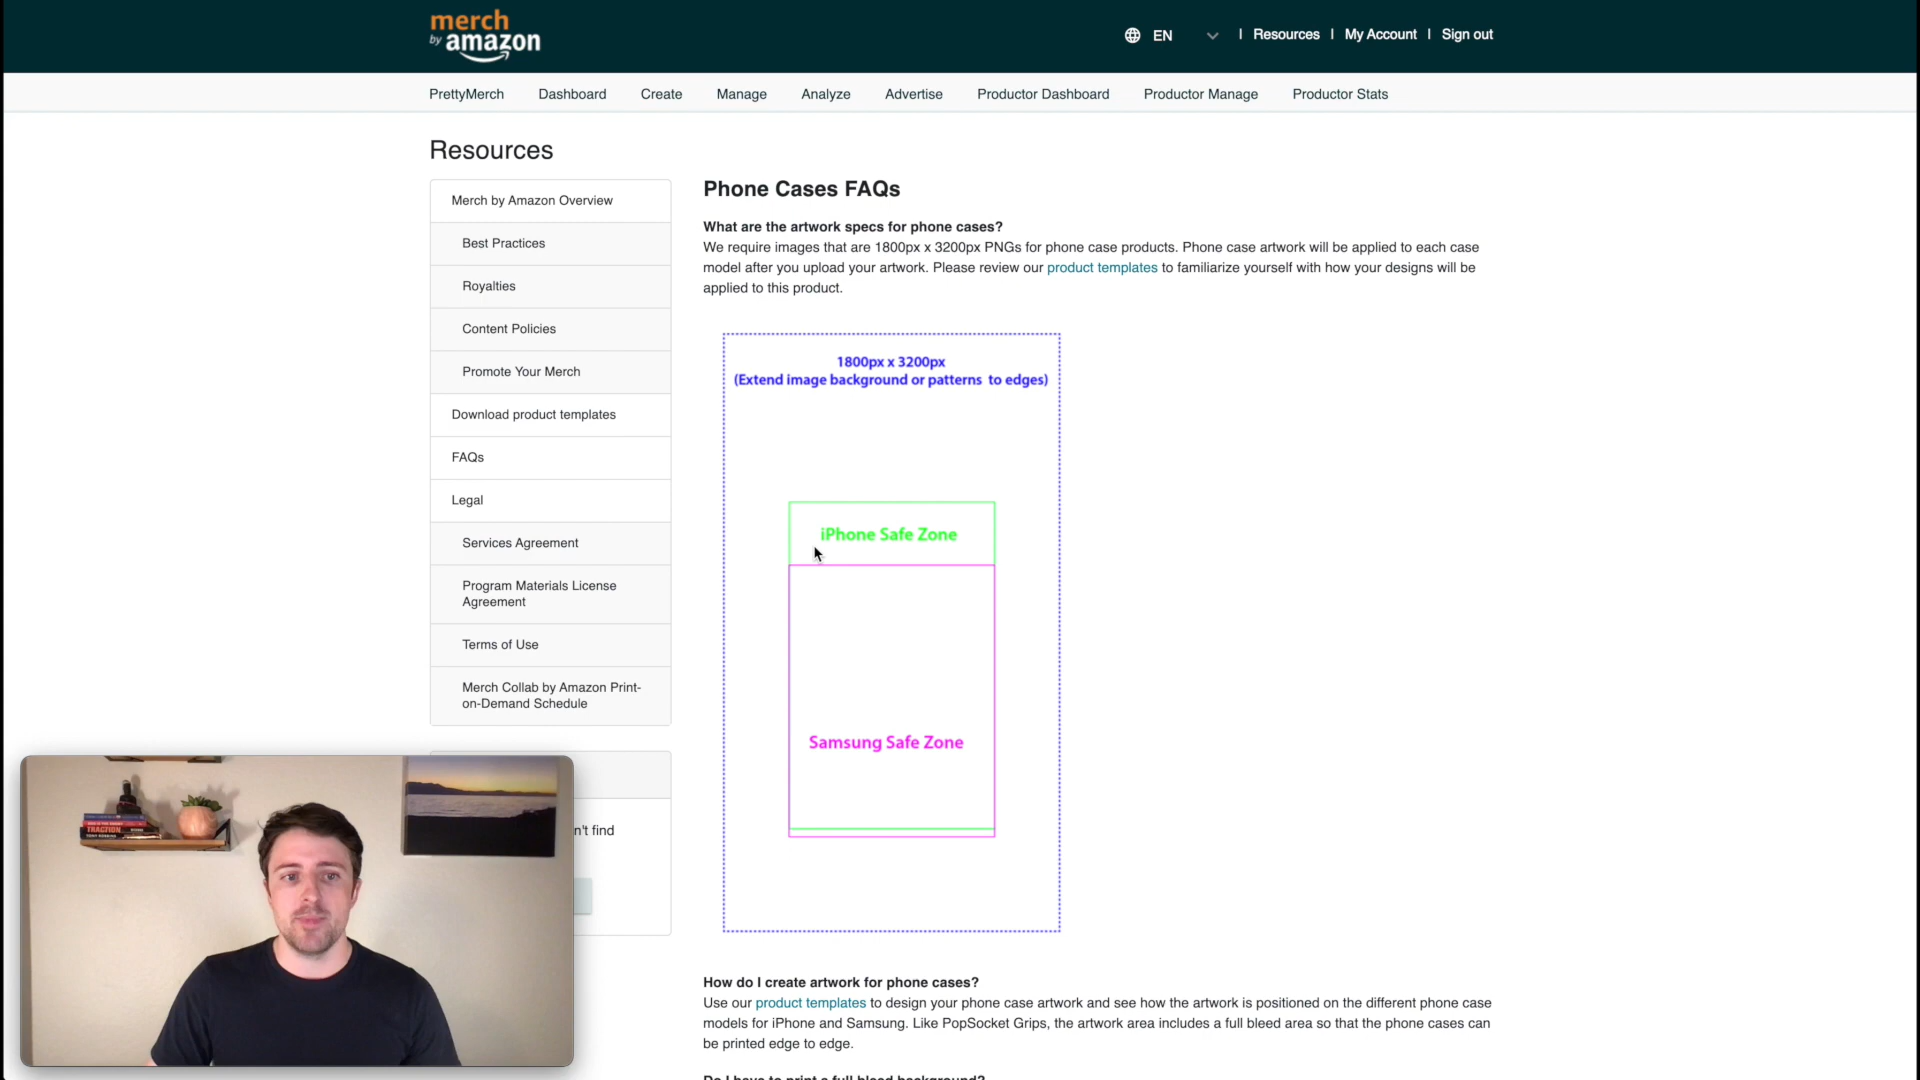 merch
by amazon
EN
| Resources | My Account | Sign out
PrettyMerch
Dashboard
Create
Manage
Analyze
Advertise
Productor Dashboard
Productor Manage
Productor Stats
Resources
Merch by Amazon Overview
Best Practices
Royalties
Content Policies
Promote Your Merch
Download product templates
FAQs
Legal
Services Agreement
Program Materials License
Agreement
Terms of Use
Merch Collab by Amazon Print-
on-Demand Schedule
n't find
TRACTION
Phone Cases FAQs
What are the artwork specs for phone cases?
We require images that are 1800px x 3200px PNGs for phone case products. Phone case artwork will be applied to each case
model after you upload your artwork. Please review our product templates to familiarize yourself with how your designs will be
applied to this product.
1800px x 3200px
(Extend image background or patterns to edges)
iPhone Safe Zone
Samsung Safe Zone
How do I create artwork for phone cases?
Use our product templates to design your phone case artwork and see how the artwork is positioned on the different phone case
models for iPhone and Samsung. Like PopSocket Grips, the artwork area includes a full bleed area so that the phone cases can
be printed edge to edge.
Do I have to print a full bleed background?